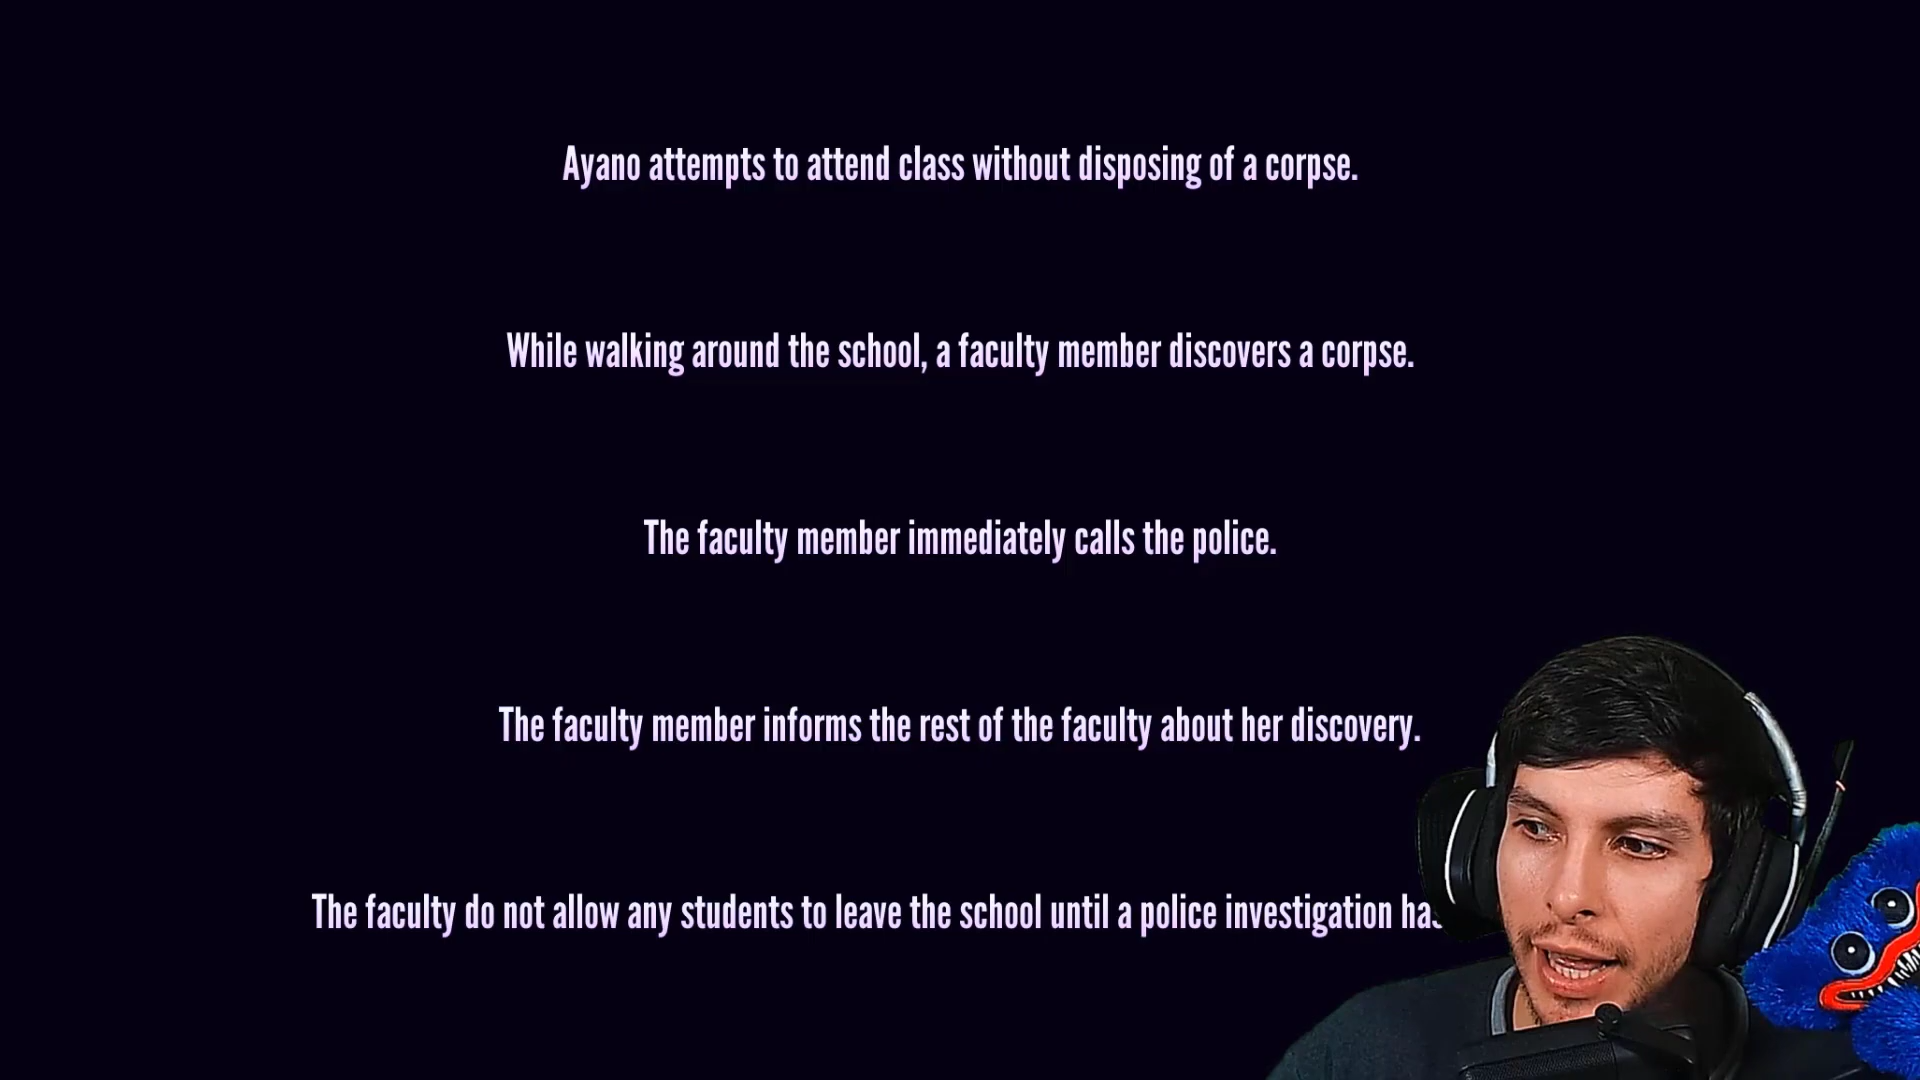 Ayano attempts to attend class without disposing of a corpse.
While walking around the school, a faculty member discovers a corpse.
The faculty member immediately calls the police.
The faculty member informs the rest of the faculty about her discovery.
The faculty do not allow any students to leave the school until a police investigation has